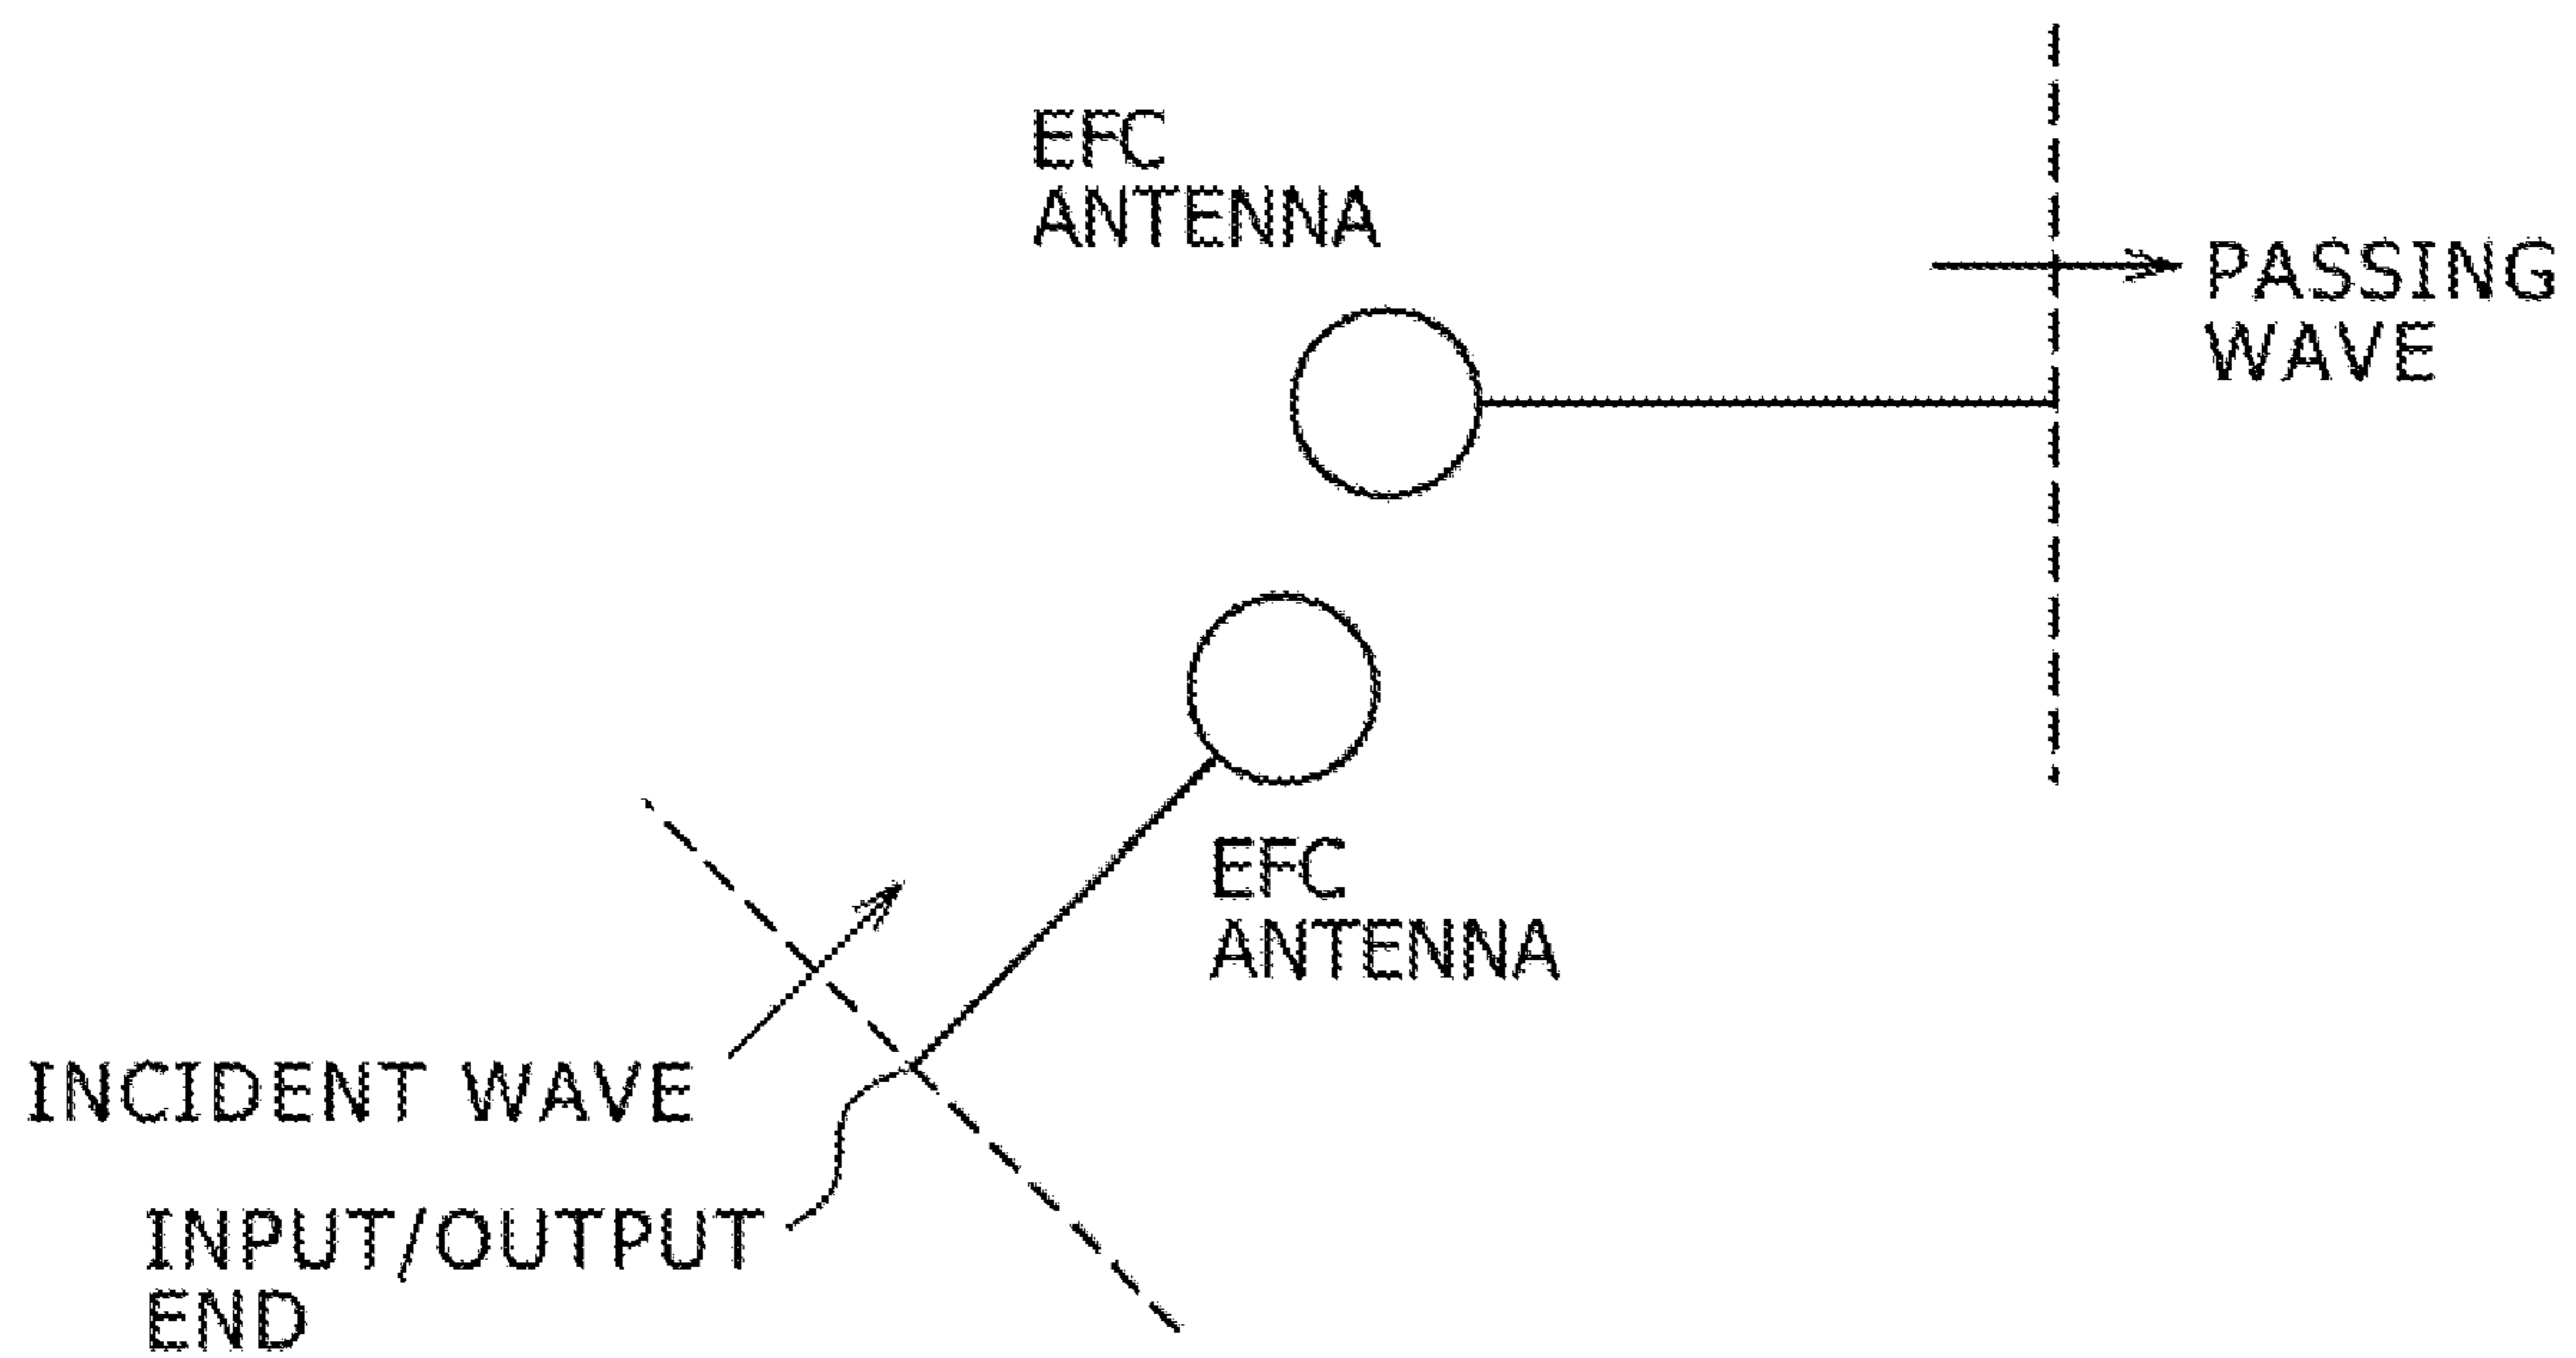 EFC
ANTENNA
PASSING
WAVE
EFC
ANTENNA
INCIDENT WAVE
INPUT/OUTPUT
END